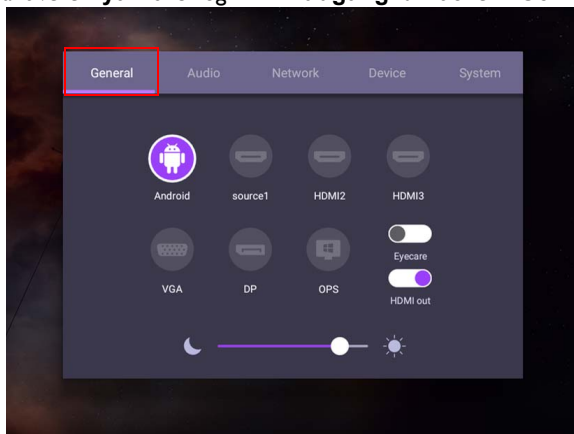 General Audio Network Device System
Android source1 HDMI2 HDMI3
Eyecare
VGA DP OPS
HDMI out